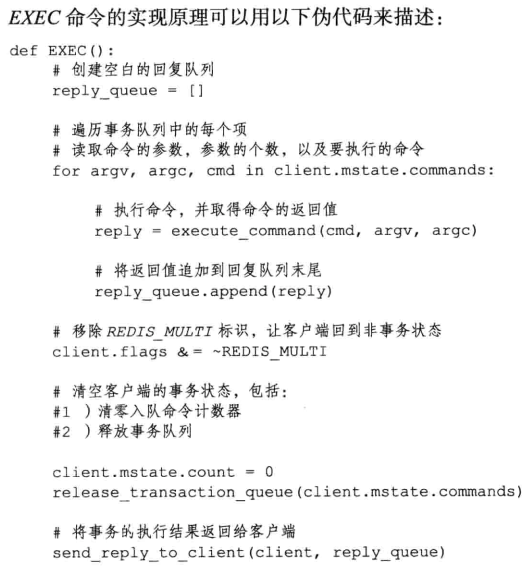 EXEC 命令的实现原理可以用以下伪代码来描述：
def EXEC():
# 创建空白的回复队列
reply_queue = []
# 遍历事务队列中的每个项
# 读取命令的参数，参数的个数，以及要执行的命令
for argv, argc, cmd in client.mstate.commands:
# 执行命令，并取得命令的返回值
reply = execute_command(cmd, argv, argc)
# 将返回值追加到回复队列末尾
reply_queue.append(reply)
# 移除 REDIS_MULTI 标识，让客户端回到非事务状态
client.flags &= ~REDIS_MULTI
# 清空客户端的事务状态，包括：
#1 ）清零入队命令计数器
#2 ）释放事务队列
client.mstate.count = 0
release_transaction_queue(client.mstate.commands)
# 将事务的执行结果返回给客户端
send_reply_to_client(client, reply_queue)